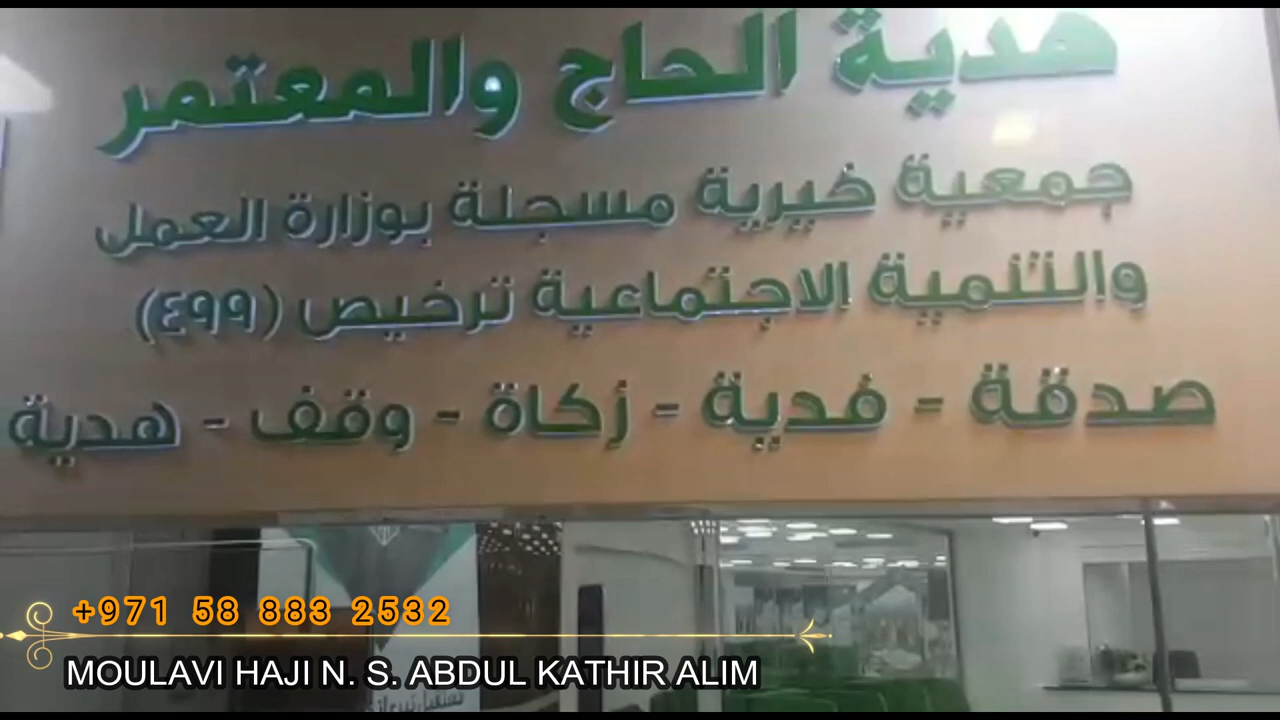 هدية الحاج والمعتمر
جمعية خيرية مسجلة بوزارة العمل
والتنمية الاجتماعية ترخيص (٤٩٩)
صدقة - فدية - زكاة - وقف - هدية
+971 58 883 2532
MOULAVI HAJI N. S. ABDUL KATHIR ALIM